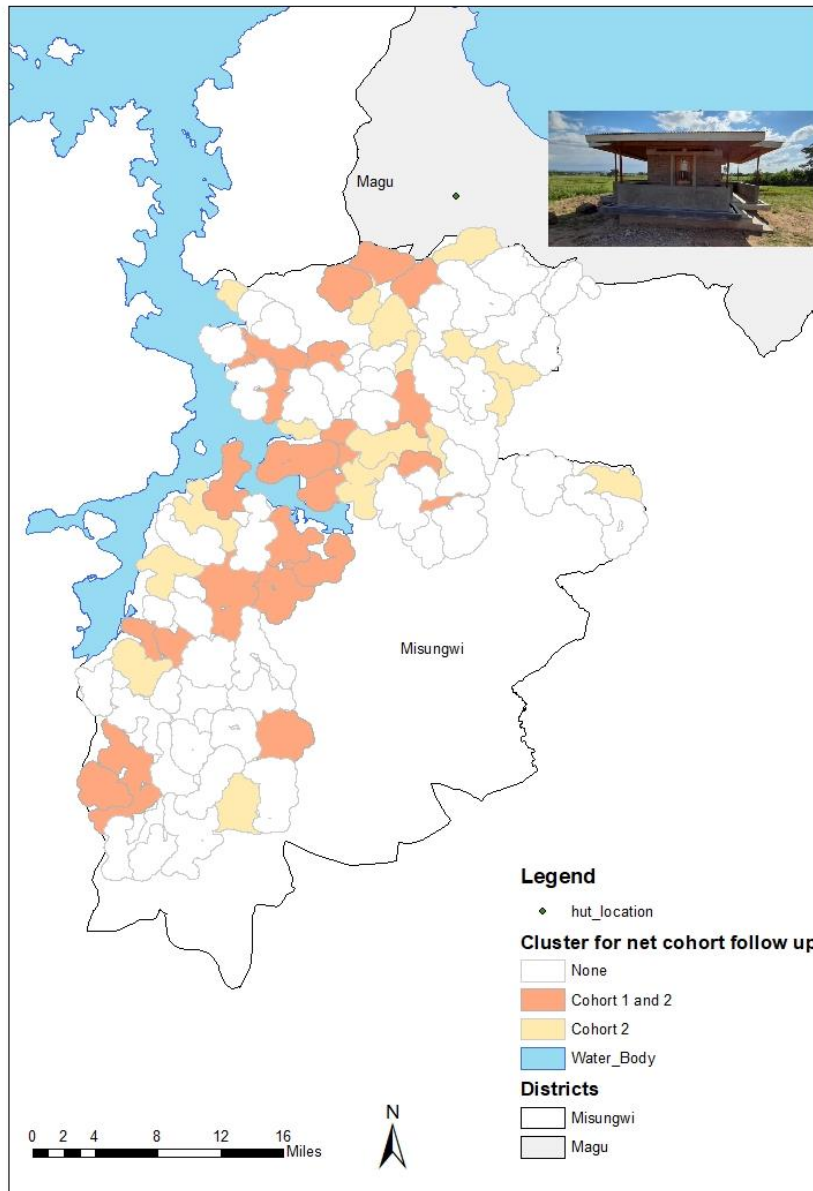 Magu
Misungwi
Legend
hut_location
Cluster for net cohort follow up
None
Cohort 1 and 2
Cohort 2
Water_Body
Districts
Misungwi
Magu
N
0 2 4 8 12 16
Miles